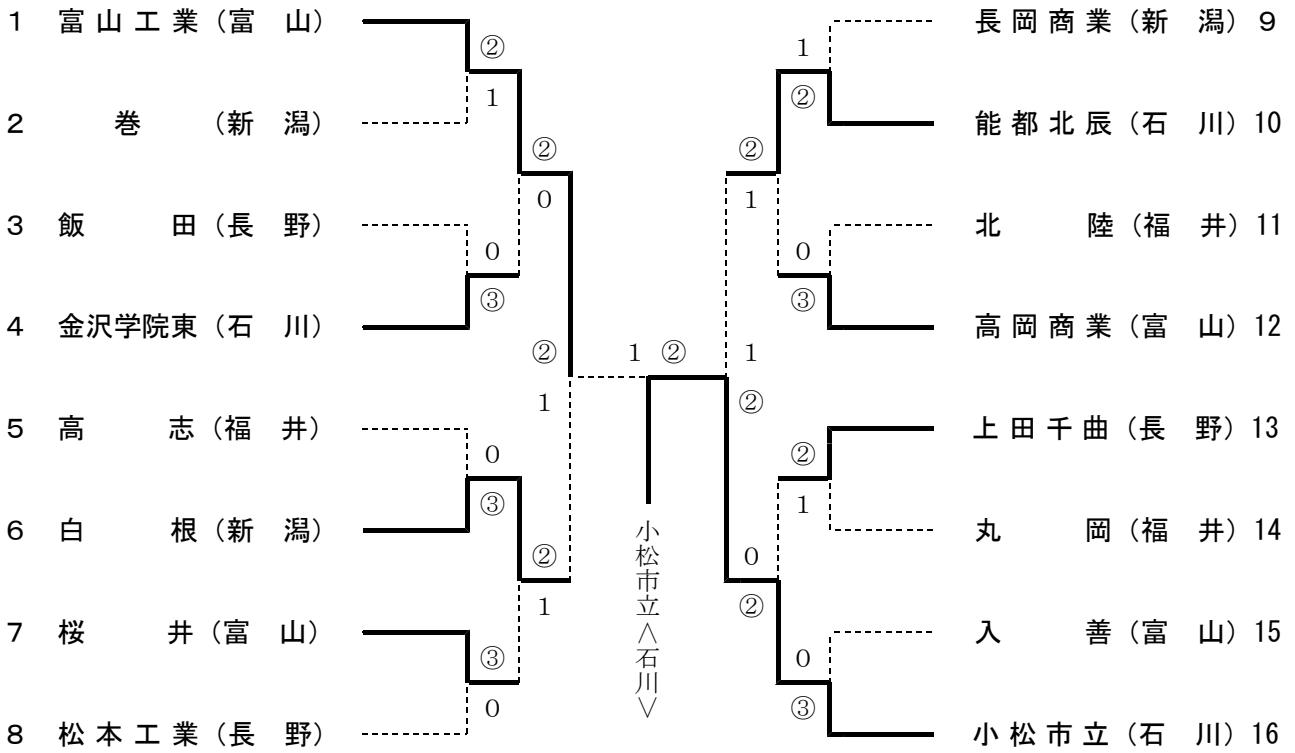 1 富山工業（富 山）
②
1
2 巻 （新 潟）
②
0
3 飯 田（長 野）
0
③
4 金沢学院東（石 川）
②
1
5 高 志（福 井）
0
③
6 白 根（新 潟）
②
1
7 桜 井（富 山）
③
0
8 松本工業（長 野）
1 ②
小松市立＜石川＞
長岡商業（新 潟）9
1
②
能都北辰（石 川）10
②
1
北 陸（福 井）11
0
③
高岡商業（富 山）12
1
②
上田千曲（長 野）13
②
1
丸 岡（福 井）14
0
②
入 善（富 山）15
0
③
小松市立（石 川）16